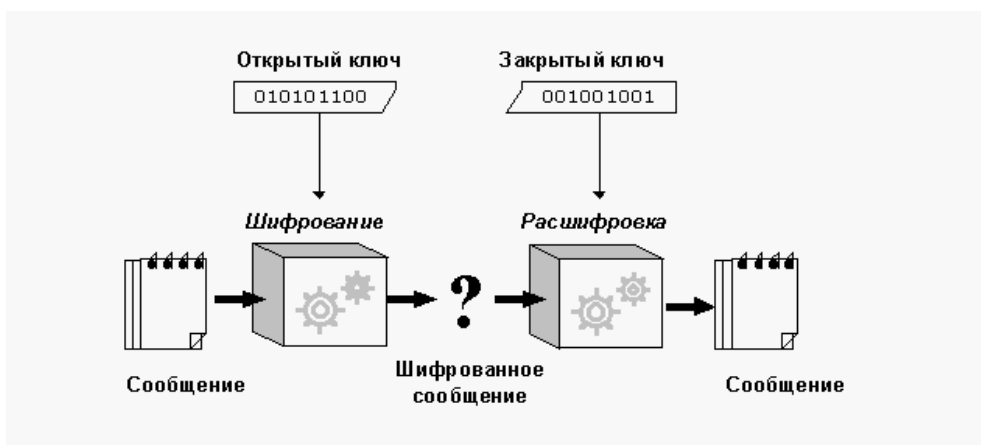 Открытый ключ
Закрытый ключ
010101100
001001001
Шифрование
Расшифровка
?
Шифрованное
сообщение
Сообщение
Сообщение